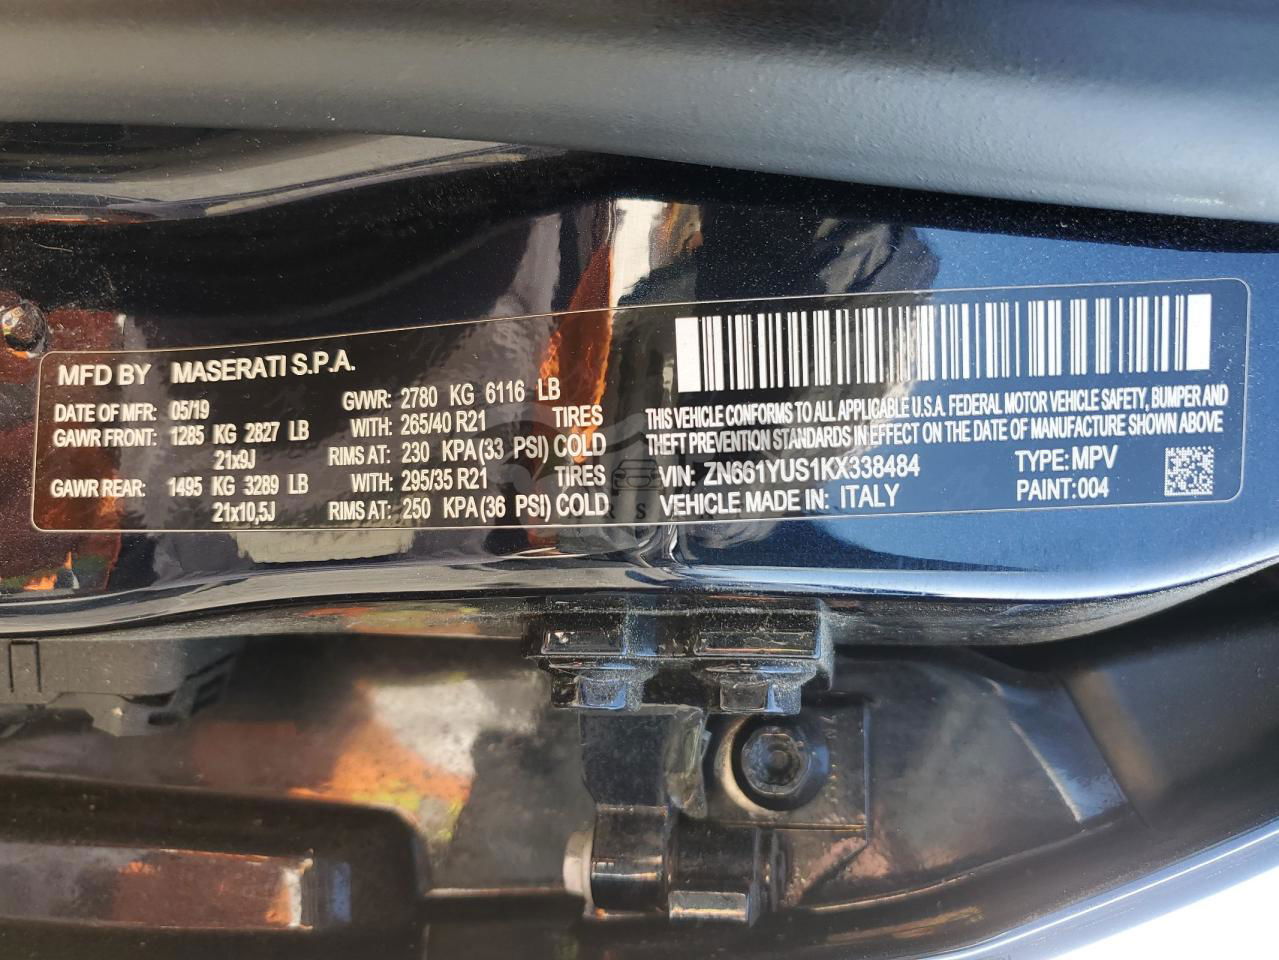 MFD BY MASERATI S.P.A.
DATE OF MFR: 05/19 GWWR: 2780 KG 6116 LB
GAWR FRONT: 1285 KG 2827 LB WITH: 265/40 R21 TIRES
21x9J RIMS AT: 230 KPA(33 PSI) COLD
GAWR REAR: 1495 KG 3289 LB WITH: 295/35 R21 TIRES
21x10,5J RIMS AT: 250 KPA(36 PSI) COLD
THIS VEHICLE CONFORMS TO ALL APPLICABLE U.S.A. FEDERAL MOTOR VEHICLE SAFETY, BUMPER AND
THEFT PREVENTION STANDARDS IN EFFECT ON THE DATE OF MANUFACTURE SHOWN ABOVE
VIN: ZN661YUS1KX338484 TYPE: MPV
VEHICLE MADE IN: ITALY PAINT: 004